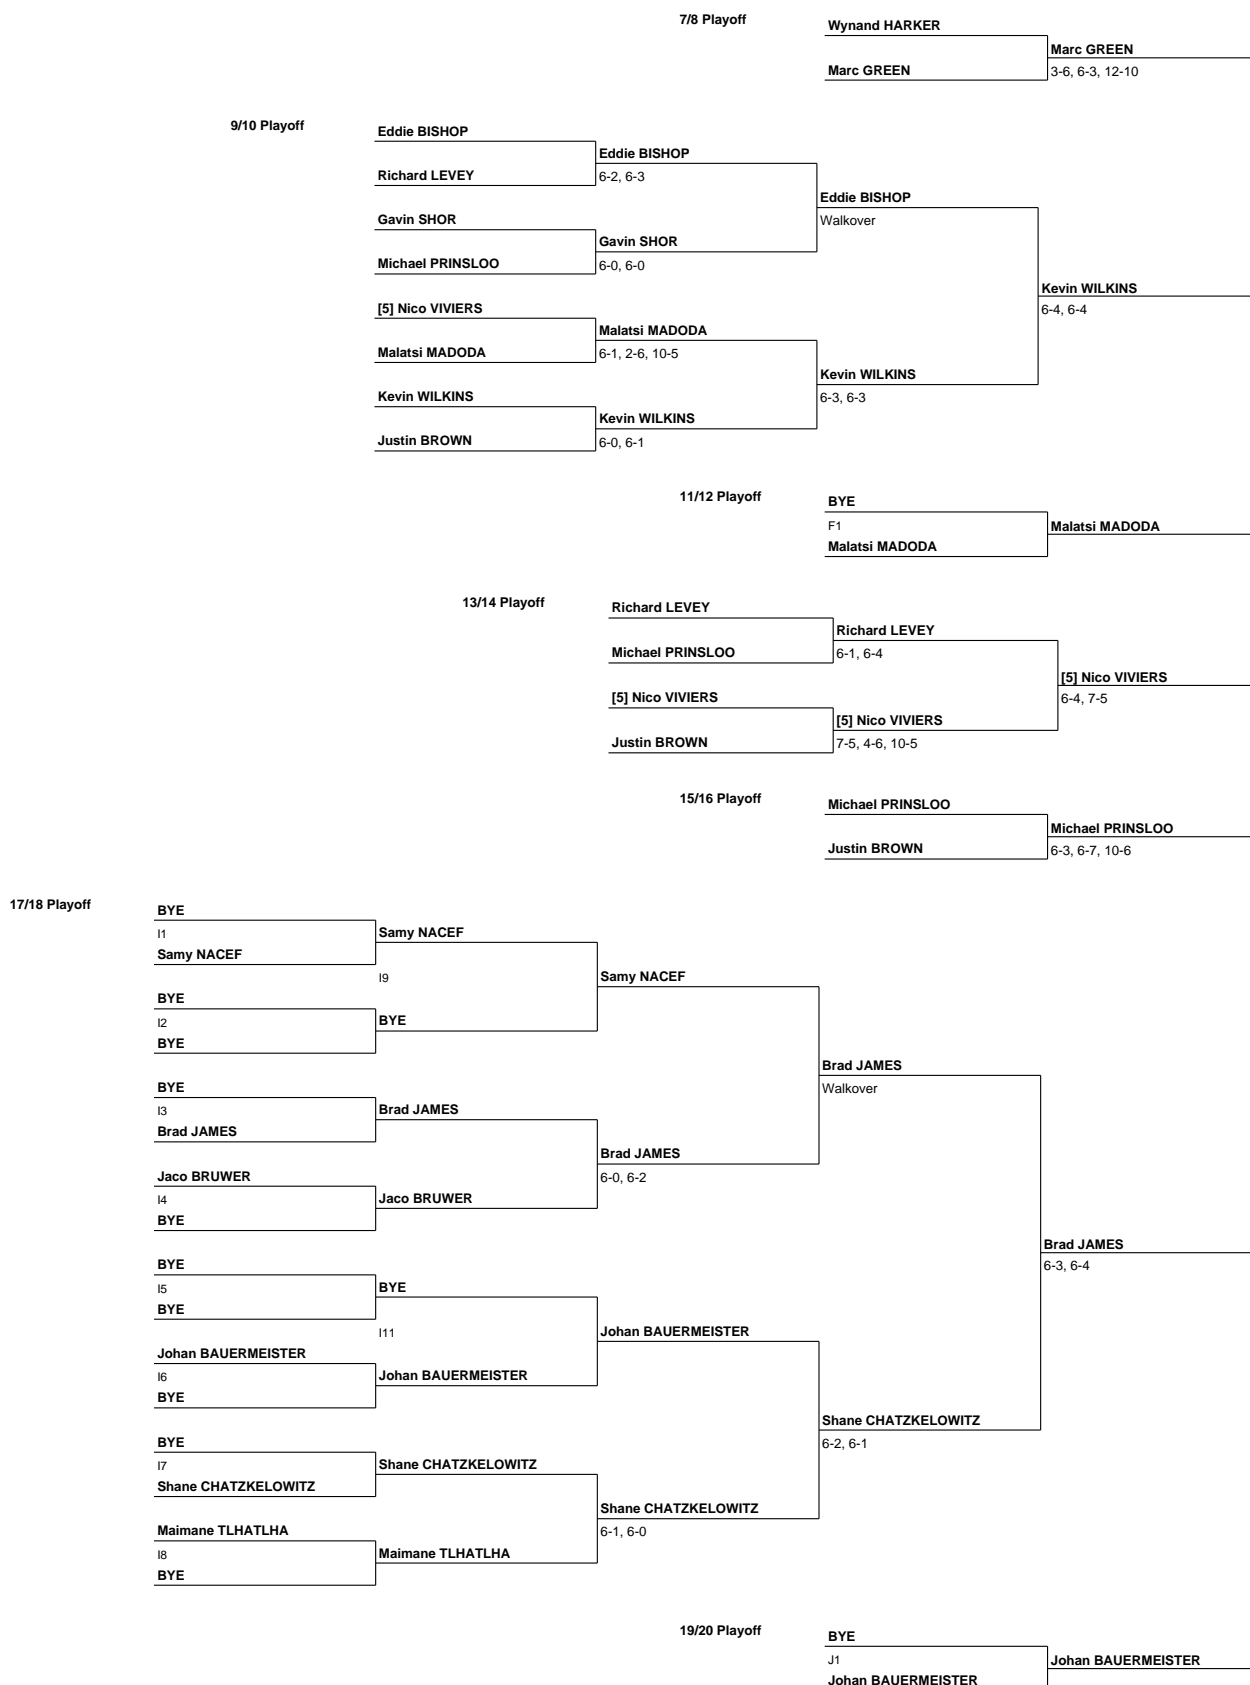 7/8 Playoff
Wynand HARKER
Marc GREEN
Marc GREEN
3-6, 6-3, 12-10
9/10 Playoff
Eddie BISHOP
Eddie BISHOP
Richard LEVEY
6-2, 6-3
Eddie BISHOP
Gavin SHOR
Walkover
Gavin SHOR
Michael PRINSLOO
6-0, 6-0
Kevin WILKINS
[5] Nico VIVIERS
6-4, 6-4
Malatsi MADODA
Malatsi MADODA
6-1, 2-6, 10-5
Kevin WILKINS
Kevin WILKINS
6-3, 6-3
Kevin WILKINS
Justin BROWN
6-0, 6-1
11/12 Playoff
BYE
F1
Malatsi MADODA
Malatsi MADODA
13/14 Playoff
Richard LEVEY
Richard LEVEY
Michael PRINSLOO
6-1, 6-4
[5] Nico VIVIERS
[5] Nico VIVIERS
6-4, 7-5
[5] Nico VIVIERS
Justin BROWN
7-5, 4-6, 10-5
15/16 Playoff
Michael PRINSLOO
Michael PRINSLOO
Justin BROWN
6-3, 6-7, 10-6
17/18 Playoff
BYE
I1
Samy NACEF
Samy NACEF
I9
Samy NACEF
BYE
I2
BYE
BYE
Brad JAMES
BYE
Walkover
I3
Brad JAMES
Brad JAMES
Brad JAMES
Jaco BRUWER
6-0, 6-2
I4
Jaco BRUWER
BYE
Brad JAMES
BYE
6-3, 6-4
I5
BYE
BYE
I11
Johan BAUERMEISTER
Johan BAUERMEISTER
I6
Johan BAUERMEISTER
BYE
Shane CHATZKELOWITZ
BYE
6-2, 6-1
I7
Shane CHATZKELOWITZ
Shane CHATZKELOWITZ
Shane CHATZKELOWITZ
Maimane TLHATLHA
6-1, 6-0
I8
Maimane TLHATLHA
BYE
19/20 Playoff
BYE
J1
Johan BAUERMEISTER
Johan BAUERMEISTER